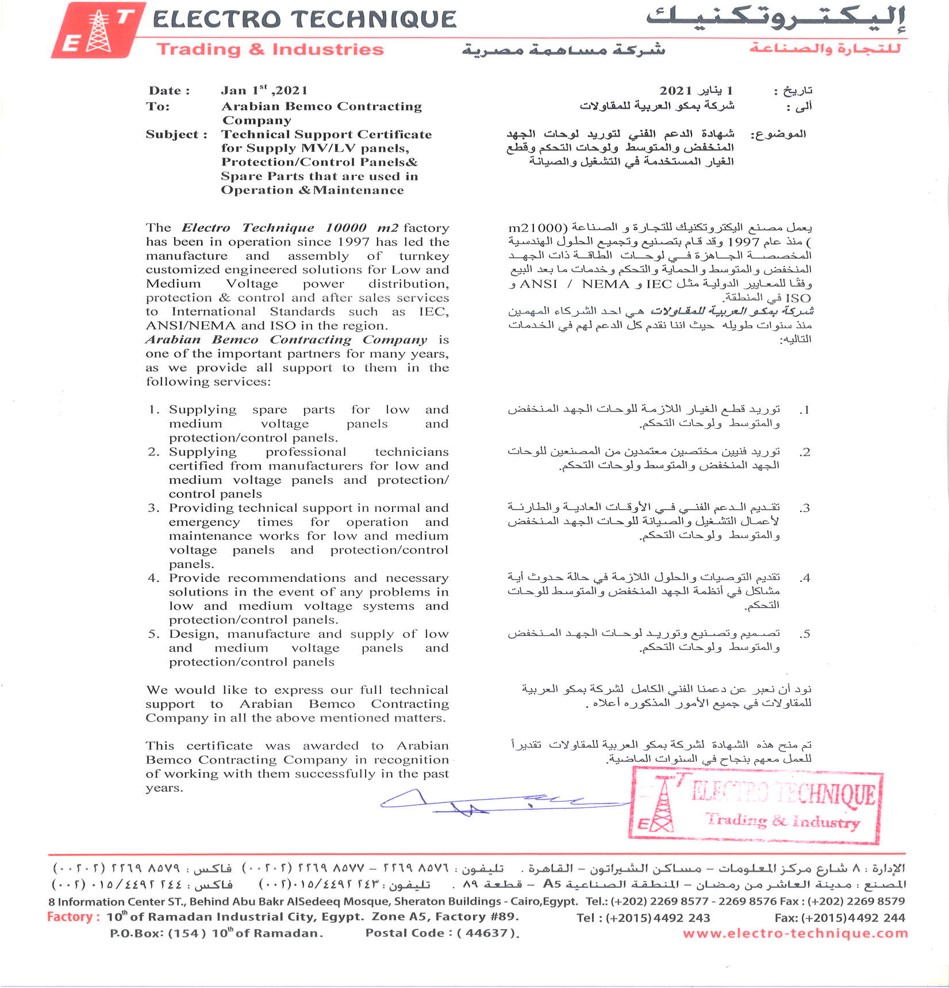 ELECTRO TECHNIQUE
Trading & Industries
إليكتروتكنيك
شركة مساهمة مصرية
للتجارة والصناعة
E T
Date : Jan 1st ,2021
To: Arabian Bemco Contracting
Company
Subject : Technical Support Certificate
for Supply MV/LV panels,
Protection/Control Panels&
Spare Parts that are used in
Operation &Maintenance
تاريخ : 1 يناير 2021
ألى : شركة بمكو العربية للمقاولات
الموضوع: شهادة الدعم الفني لتوريد لوحات الجهد
المنخفض والمتوسط ولوحات التحكم وقطع
الغيار المستخدمة في التشغيل والصيانة
The Electro Technique 10000 m2 factory
has been in operation since 1997 has led the
manufacture and assembly of turnkey
customized engineered solutions for Low and
Medium Voltage power distribution,
protection & control and after sales services
to International Standards such as IEC,
ANSI/NEMA and ISO in the region.
Arabian Bemco Contracting Company is
one of the important partners for many years,
as we provide all support to them in the
following services:
يعمل مصنع اليكتروتكنيك للتجارة و الصناعة (m21000
) منذ عام 1997 وقد قام بتصنيع وتجميع الحلول الهندسية
المخصصة الجاهزة في لوحات الطاقة ذات الجهد
المنخفض والمتوسط و الحماية والتحكم وخدمات ما بعد البيع
وفقًا للمعايير الدولية مثل IEC و ANSI / NEMA و
ISO في المنطقة.
شركة بمكو العربية للمقاولات هي احد الشركاء المهمين
منذ سنوات طويله حيث اننا نقدم كل الدعم لهم في الخدمات
التاليه:
1. Supplying spare parts for low and
medium voltage panels and
protection/control panels.
2. Supplying professional technicians
certified from manufacturers for low and
medium voltage panels and protection/
control panels
3. Providing technical support in normal and
emergency times for operation and
maintenance works for low and medium
voltage panels and protection/control
panels.
4. Provide recommendations and necessary
solutions in the event of any problems in
low and medium voltage systems and
protection/control panels.
5. Design, manufacture and supply of low
and medium voltage panels and
protection/control panels
1. توريد قطع الغيار اللازمة للوحات الجهد المنخفض
والمتوسط ولوحات التحكم.
2. توريد فنيين مختصين معتمدين من المصنعين للوحات
الجهد المنخفض والمتوسط ولوحات التحكم.
3. تقديم الدعم الفني في الأوقات العادية والطارئة
لأعمال التشغيل والصيانة للوحات الجهد المنخفض
والمتوسط ولوحات التحكم.
4. تقديم التوصيات والحلول اللازمة في حالة حدوث أية
مشاكل في أنظمة الجهد المنخفض والمتوسط للوحات
التحكم.
5. تصميم وتصنيع وتوريد لوحات الجهد المنخفض
والمتوسط ولوحات التحكم.
We would like to express our full technical
support to Arabian Bemco Contracting
Company in all the above mentioned matters.
نود أن نعبر عن دعمنا الفني الكامل لشركة بمكو العربية
للمقاولات في جميع الأمور المذكوره أعلاه .
This certificate was awarded to Arabian
Bemco Contracting Company in recognition
of working with them successfully in the past
years.
تم منح هذه الشهادة لشركة بمكو العربية للمقاولات تقديراً
للعمل معهم بنجاح في السنوات الماضية.
E T ELECTRO TECHNIQUE
Trading & Industry
الإدارة : ٨ شارع مركز المعلومات - مساكن الشيراتون - القاهرة . تليفون : ٢٢٦٩ ٨٥٧٦ - ٢٢٦٩ ٨٥٧٧ (٠٠٢٠٢) فاكس : ٢٢٦٩ ٨٥٧٩ (٠٠٢٠٢)
المصنع : مدينة العاشر من رمضان - المنطقة الصناعية A5 - قطعة ٨٩ . تليفون : ٠١٥/٤٤٩٢ ٢٤٣ (٠٠٢) فاكس : ٠١٥/٤٤٩٢ ٢٤٤ (٠٠٢)
8 Information Center ST., Behind Abu Bakr AlSedeeq Mosque, Sheraton Buildings - Cairo,Egypt. Tel.: (+202) 2269 8577 - 2269 8576 Fax : (+202) 2269 8579
Factory : 10th of Ramadan Industrial City, Egypt. Zone A5, Factory #89. Tel : (+2015)4492 243 Fax: (+2015)4492 244
P.O.Box: (154) 10th of Ramadan. Postal Code : ( 44637). www.electro-technique.com